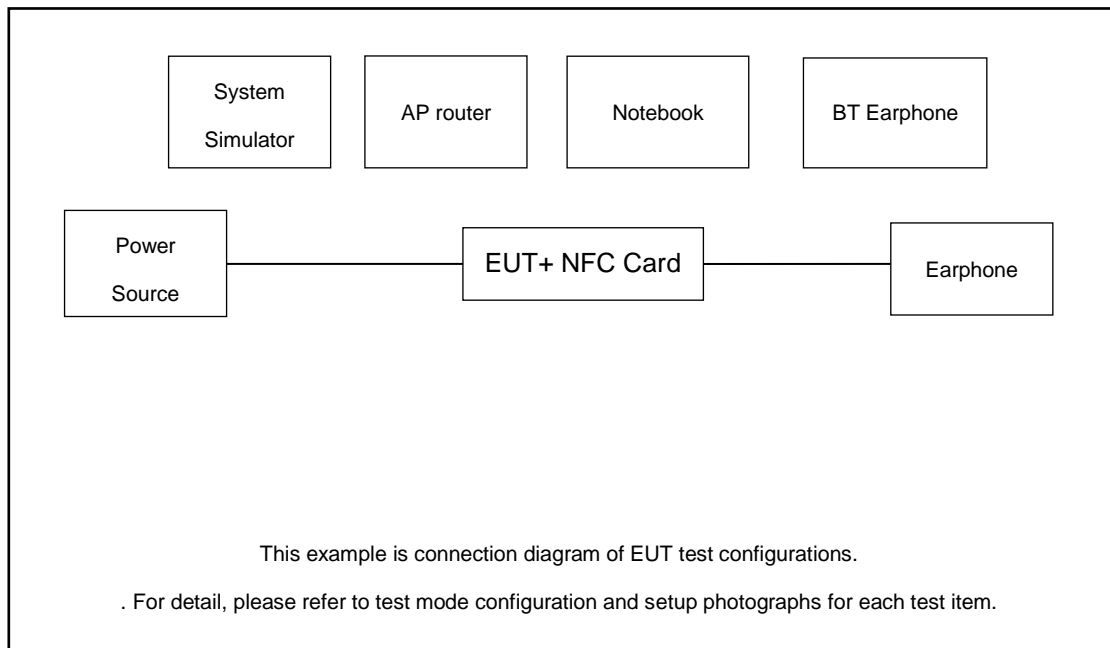 System
Simulator
AP router
Notebook
BT Earphone
Power
Source
EUT+ NFC Card
Earphone
This example is connection diagram of EUT test configurations.
. For detail, please refer to test mode configuration and setup photographs for each test item.